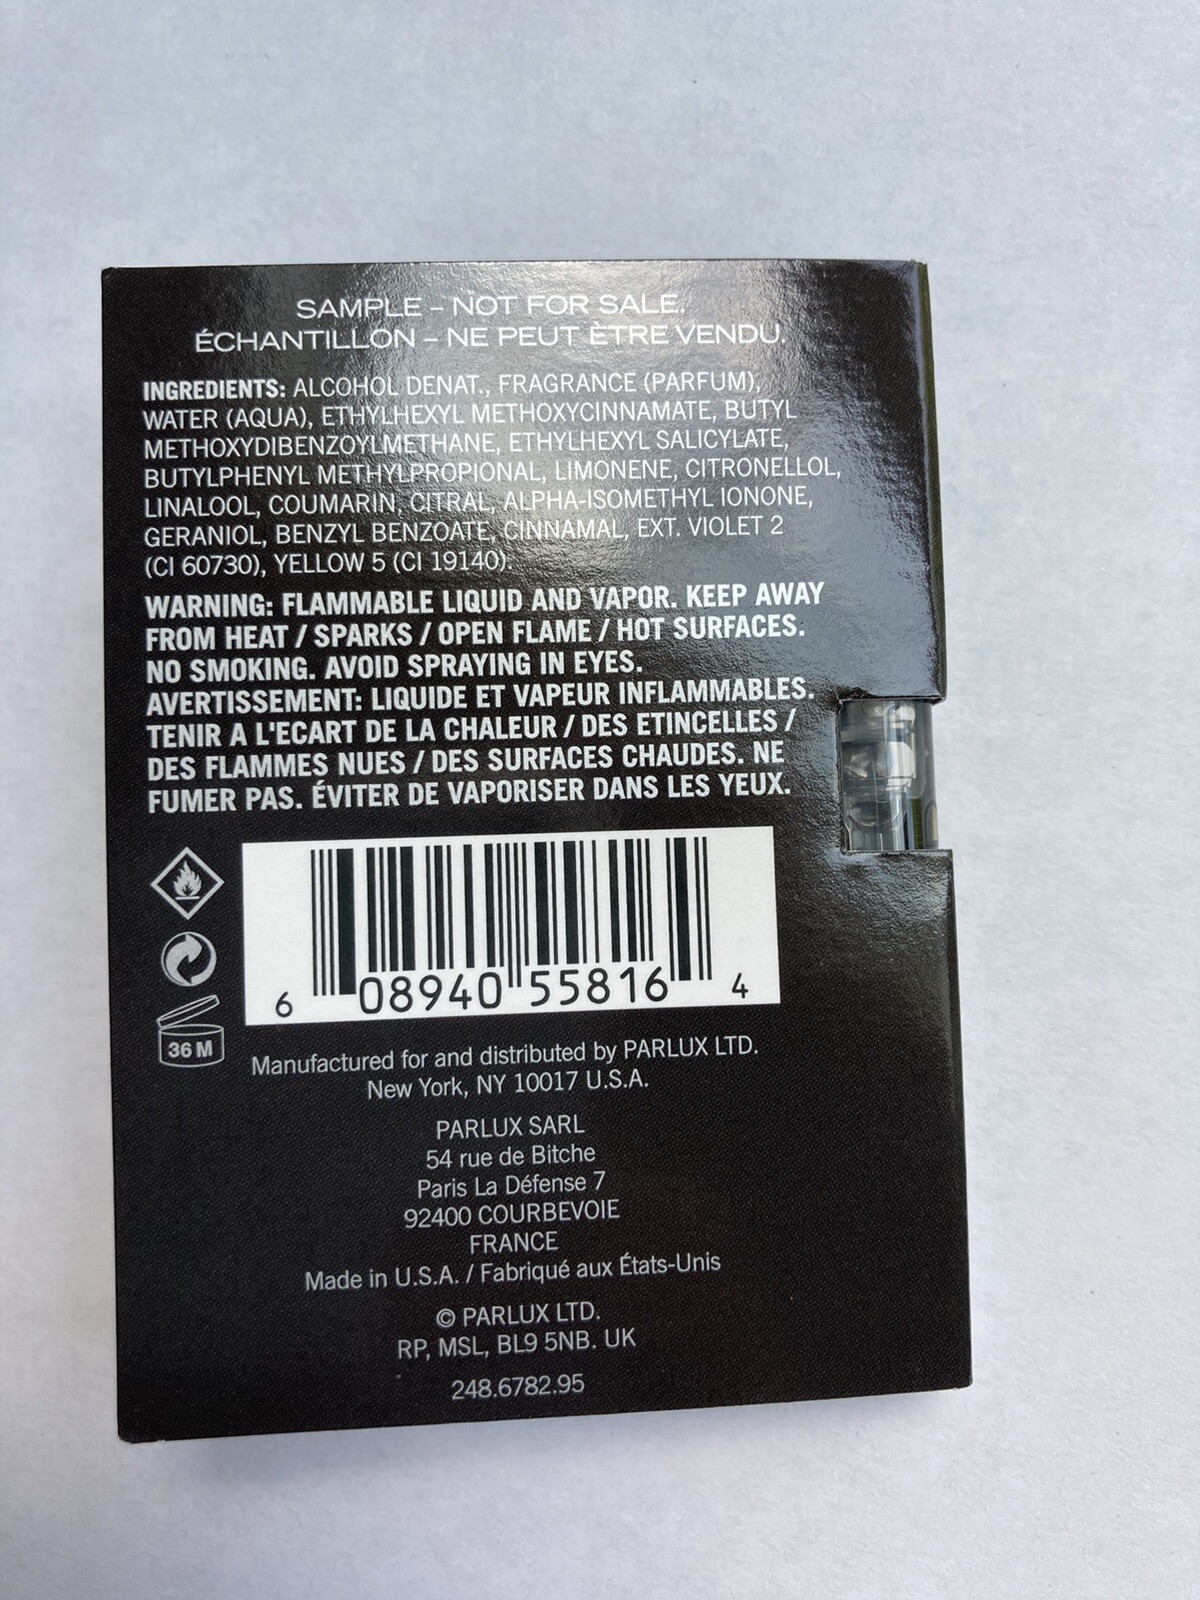 SAMPLE – NOT FOR SALE.
ÉCHANTILLON – NE PEUT ÈTRE VENDU.
INGREDIENTS: ALCOHOL DENAT., FRAGRANCE (PARFUM),
WATER (AQUA), ETHYLHEXYL METHOXYCINNAMATE, BUTYL
METHOXYDIBENZOYLMETHANE, ETHYLHEXYL SALICYLATE,
BUTYLPHENYL METHYLPROPIONAL, LIMONENE, CITRONELLOL,
LINALOOL, COUMARIN, CITRAL, ALPHA-ISOMETHYL IONONE,
GERANIOL, BENZYL BENZOATE, CINNAMAL, EXT. VIOLET 2
(CI 60730), YELLOW 5 (CI 19140).
WARNING: FLAMMABLE LIQUID AND VAPOR. KEEP AWAY
FROM HEAT / SPARKS / OPEN FLAME / HOT SURFACES.
NO SMOKING. AVOID SPRAYING IN EYES.
AVERTISSEMENT: LIQUIDE ET VAPEUR INFLAMMABLES.
TENIR A L'ECART DE LA CHALEUR / DES ETINCELLES /
DES FLAMMES NUES / DES SURFACES CHAUDES. NE
FUMER PAS. ÉVITER DE VAPORISER DANS LES YEUX.
6 08940 55816 4
36 M
Manufactured for and distributed by PARLUX LTD.
New York, NY 10017 U.S.A.
PARLUX SARL
54 rue de Bitche
Paris La Défense 7
92400 COURBEVOIE
FRANCE
Made in U.S.A. / Fabriqué aux États-Unis
© PARLUX LTD.
RP, MSL, BL9 5NB. UK
248.6782.95